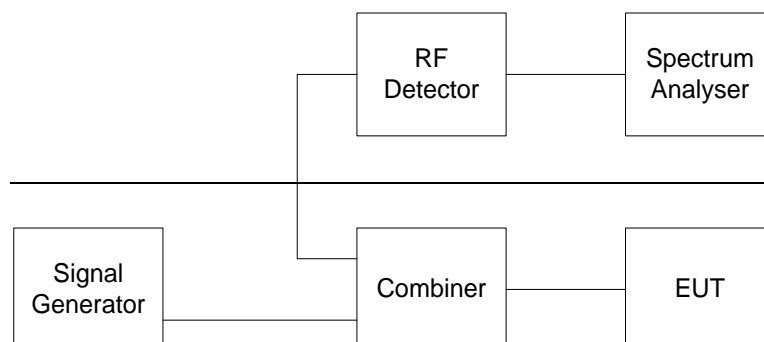 RF
Detector
Spectrum
Analyser
Signal
Generator
Combiner
EUT